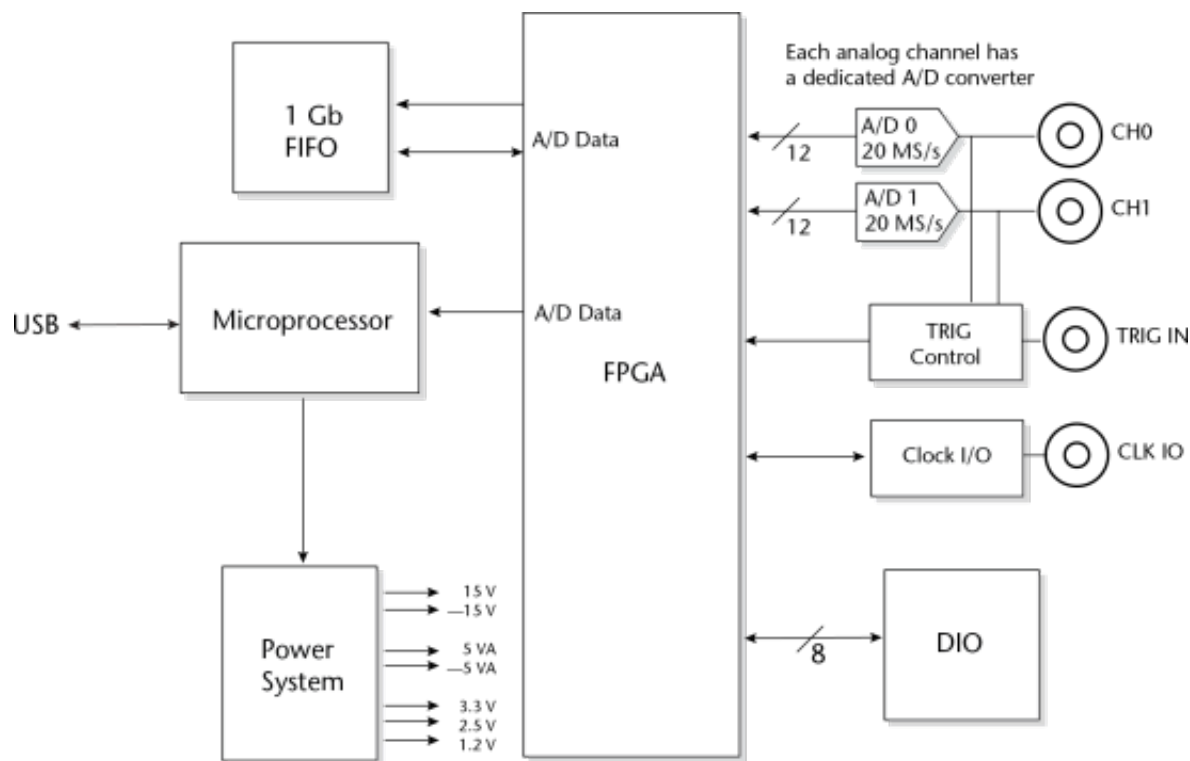 Each analog channel has
a dedicated A/D converter
1 Gb
FIFO
A/D Data
12
A/D 0
20 MS/s
CH0
12
A/D 1
20 MS/s
CH1
USB
Microprocessor
A/D Data
FPGA
TRIG
Control
TRIG IN
Clock I/O
CLK IO
Power
System
15 V
—15 V
5 VA
—5 VA
3.3 V
2.5 V
1.2 V
8
DIO